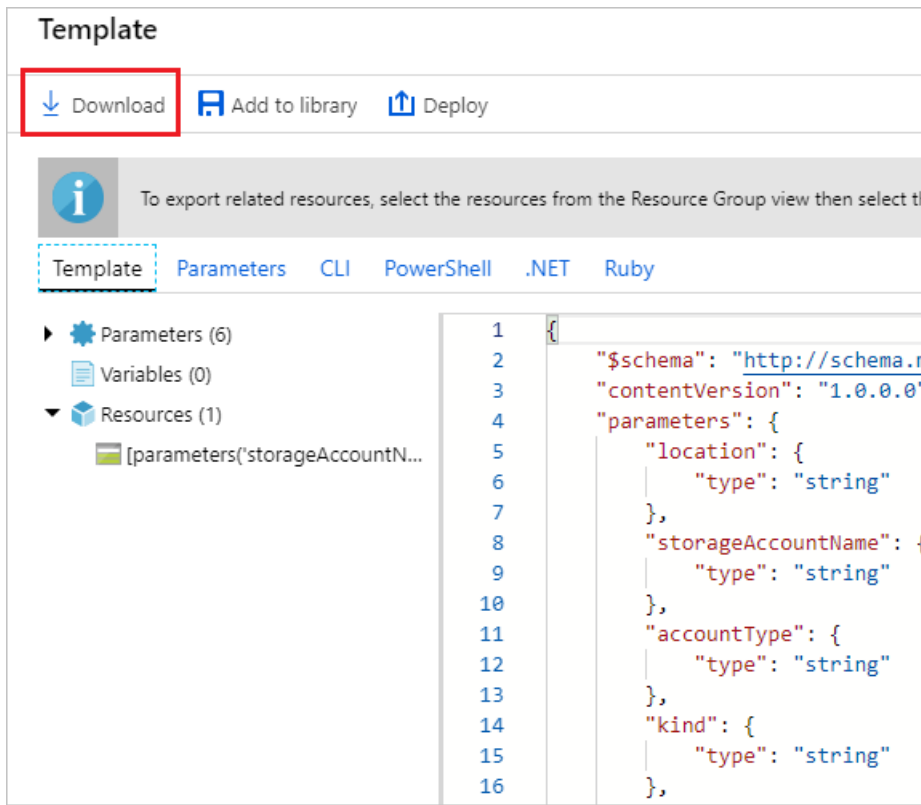 Template
Download Add to library Deploy
To export related resources, select the resources from the Resource Group view then select
Template Parameters CLI PowerShell .NET Ruby
Parameters (6)
Variables (0)
Resources (1)
[parameters('storageAccountN...
1 {
2 "$schema": "http://schema.
3 "contentVersion": "1.0.0.0"
4 "parameters": {
5 "location": {
6 "type": "string"
7 },
8 "storageAccountName": {
9 "type": "string"
10 },
11 "accountType": {
12 "type": "string"
13 },
14 "kind": {
15 "type": "string"
16 },